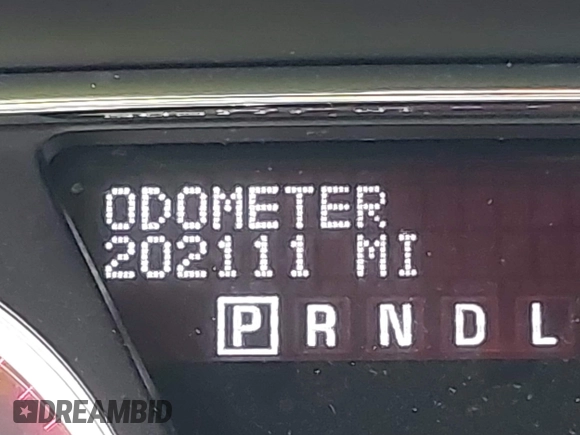 ODOMETER
202111 MI
P R N D L
DREAMBID